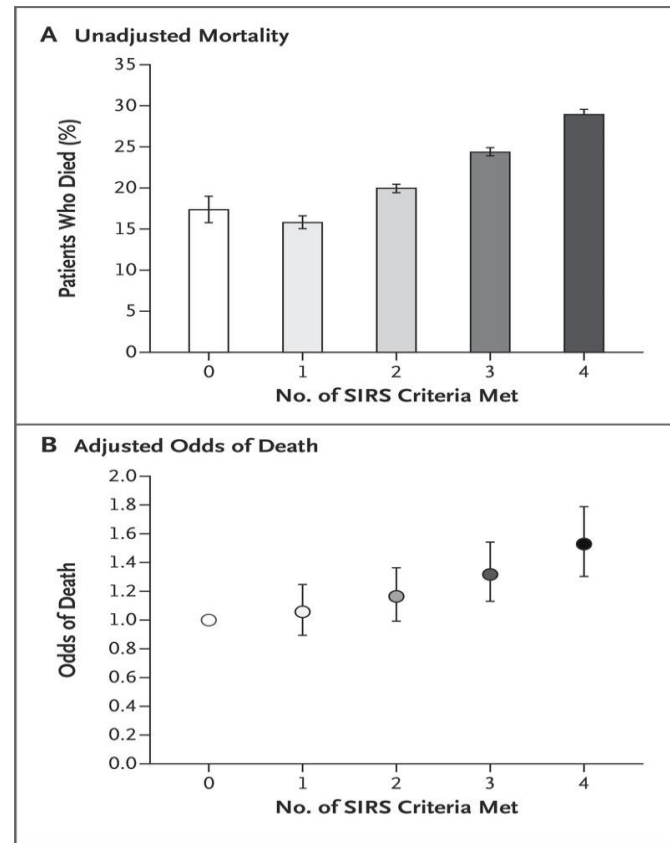 A Unadjusted Mortality
35
30
25
20
15
10
5
0
Patients Who Died (%)
0 1 2 3 4
No. of SIRS Criteria Met
B Adjusted Odds of Death
2.0
1.8
1.6
1.4
1.2
1.0
0.8
0.6
0.4
0.2
0.0
Odds of Death
0 1 2 3 4
No. of SIRS Criteria Met